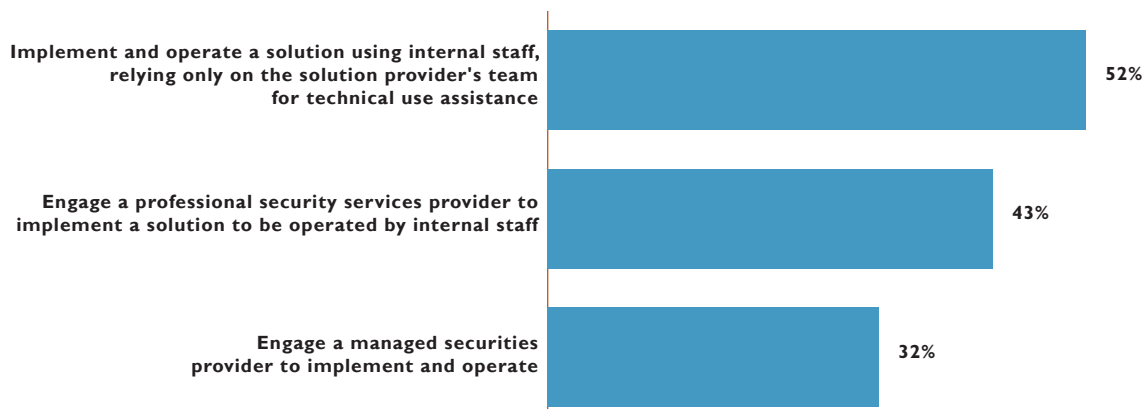 Implement and operate a solution using internal staff,
relying only on the solution provider's team
for technical use assistance
52%
Engage a professional security services provider to
implement a solution to be operated by internal staff
43%
Engage a managed securities
provider to implement and operate
32%